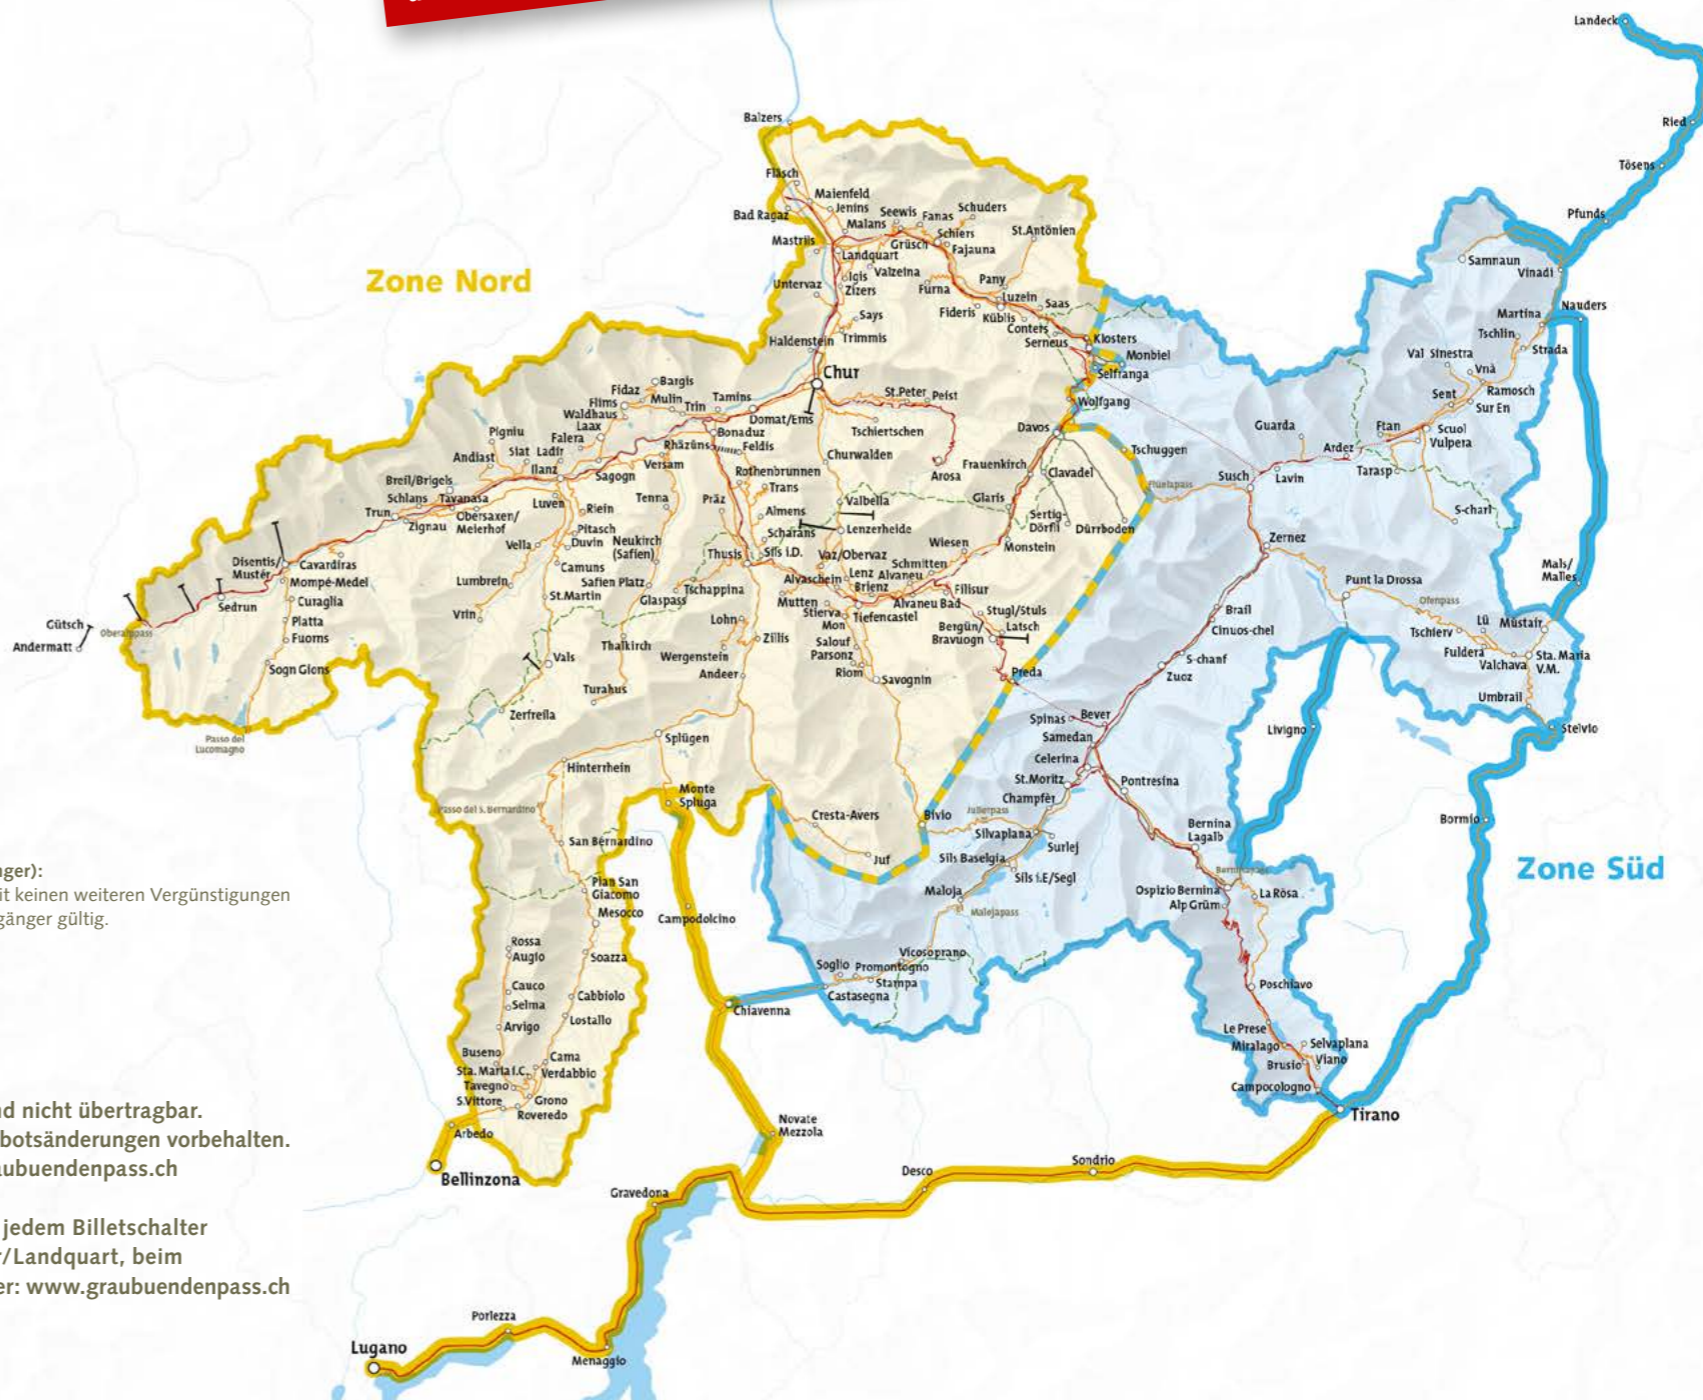 Landeck
Ried
Tösens
Pfunds
Balzers
Fläsch
Maienfeld
Jenins
Bad Ragaz
Malans
Seewis
Fanas
Schuders
St.Antönien
Mastrils
Grüsch
Schiers
Fajauna
Landquart
Igis
Valzeina
Zizers
Untervaz
Furna
Pany
Luzein
Saas
Fideris
Küblis
Conters
Serneus
Klosters
Monbiel
Selfranga
Says
Trimmis
Haldenstein
Zone Nord
Samnaun
Vinadi
Nauders
Martina
Tschlin
Strada
Val Sinestra
Vnà
Ramosch
Sent
Sur En
Chur
Bargis
Fidaz
Mulin
Flims
Trin
Tamins
Waldhaus
Laax
Domat/Ems
St.Peter
Peist
Wolfgang
Davos
Tschuggen
Guarda
Ardez
Ftan
Scuol
Vulpera
Tarasp
Pigniu
Falera
Bonaduz
Rhäzüns
Feldis
Tschiertschen
Andiast
Siat
Ladir
Ilanz
Versam
Sagogn
Rothenbrunnen
Trans
Churwalden
Arosa
Frauenkirch
Clavadel
Flüelapass
Susch
Lavin
S-charl
Breil/Brigels
Schlans
Tavanasa
Trun
Zignau
Obersaxen/
Meierhof
Luven
Riein
Tenna
Präz
Almens
Valbella
Glaris
Sertig-
Dörfli
Dürrboden
Pitasch
Duvin
Neukirch
(Safien)
Scharans
Lenzerheide
Wiesen
Monstein
Zernez
Vella
Camuns
Thusis
Sils i.D.
Vaz/Obervaz
Schmitten
Disentis/
Mustér
Cavardiras
Mompé-Medel
Lumbrein
Safien Platz
Tschappina
Alvaschein
Lenz
Alvaneu
Brienz
Filisur
Punt la Drossa
Ofenpass
Mals/
Malles
Sedrun
Curaglia
St.Martin
Glaspass
Mutten
Stierva
Mon
Tiefencastel
Alvaneu Bad
Stugl/Stuls
Latsch
Bergün/
Bravuogn
Brail
Cinuos-chel
Tschierv
Lü
Müstair
Fuldera
Valchava
Sta. Maria
V.M.
Gütsch
Andermatt
Oberalppass
Platta
Fuorns
Vrin
Lohn
Zillis
Salouf
Parsonz
Riom
Savognin
Thalkirch
Wergenstein
Andeer
Sogn Gions
Vals
Turahus
Preda
S-chanf
Zuoz
Umbrail
Stelvio
Zerfreila
Spinas
Bever
Samedan
Livigno
Passo del
Lucomagno
Splügen
Celerina
St.Moritz
Pontresina
Champfèr
Hinterrhein
Monte
Spluga
Passo del S. Bernardino
Cresta-Avers
Bivio
Julierpass
Silvaplana
Surlej
Bernina
Lagalb
Bormio
San Bernardino
Juf
Sils Baselgia
Sils i.E/Segl
Berninapass
Zone Süd
Pian San
Giacomo
Mesocco
Campodolcino
Maloja
Malojapass
Ospizio Bernina
Alp Grüm
La Rösa
nger):
it keinen weiteren Vergünstigungen
gänger gültig.
Rossa
Augio
Soazza
Vicosoprano
Soglio
Promontogno
Stampa
Castasegna
Poschiavo
Cauco
Selma
Cabbiolo
Arvigo
Lostallo
Chiavenna
Le Prese
Miralago
Selvaplana
Viano
Brusio
Campocologno
Tirano
Buseno
Cama
Sta. Maria i.C.
Verdabbio
Tavegno
S.Vittore
Grono
Roveredo
Arbedo
Bellinzona
Novate
Mezzola
nd nicht übertragbar.
botsänderungen vorbehalten.
aubuendenpass.ch
Gravedona
Desco
Sondrio
jedem Billetschalter
r/Landquart, beim
er: www.graubuendenpass.ch
Porlezza
Lugano
Menaggio